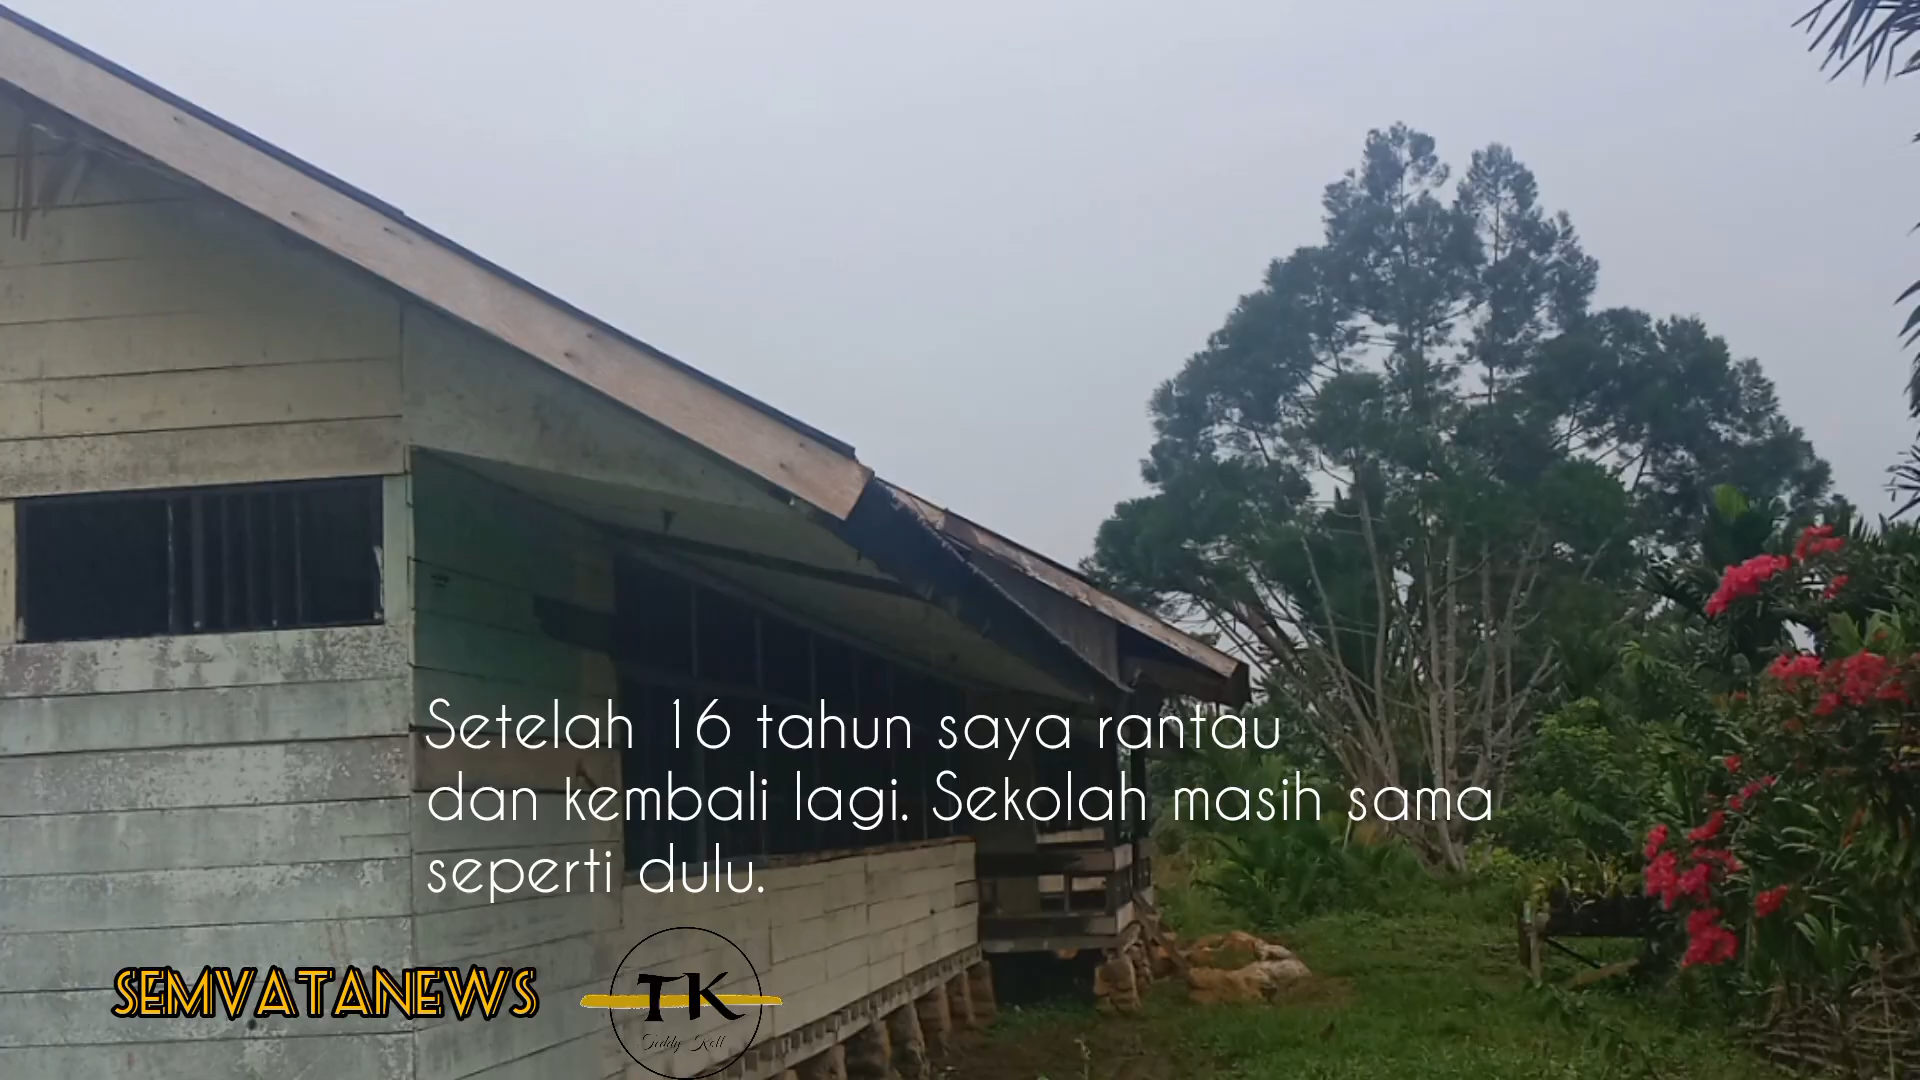 Setelah 16 tahun saya rantau
dan kembali lagi. Sekolah masih sama
seperti dulu.
SEMVATANEWS
TK